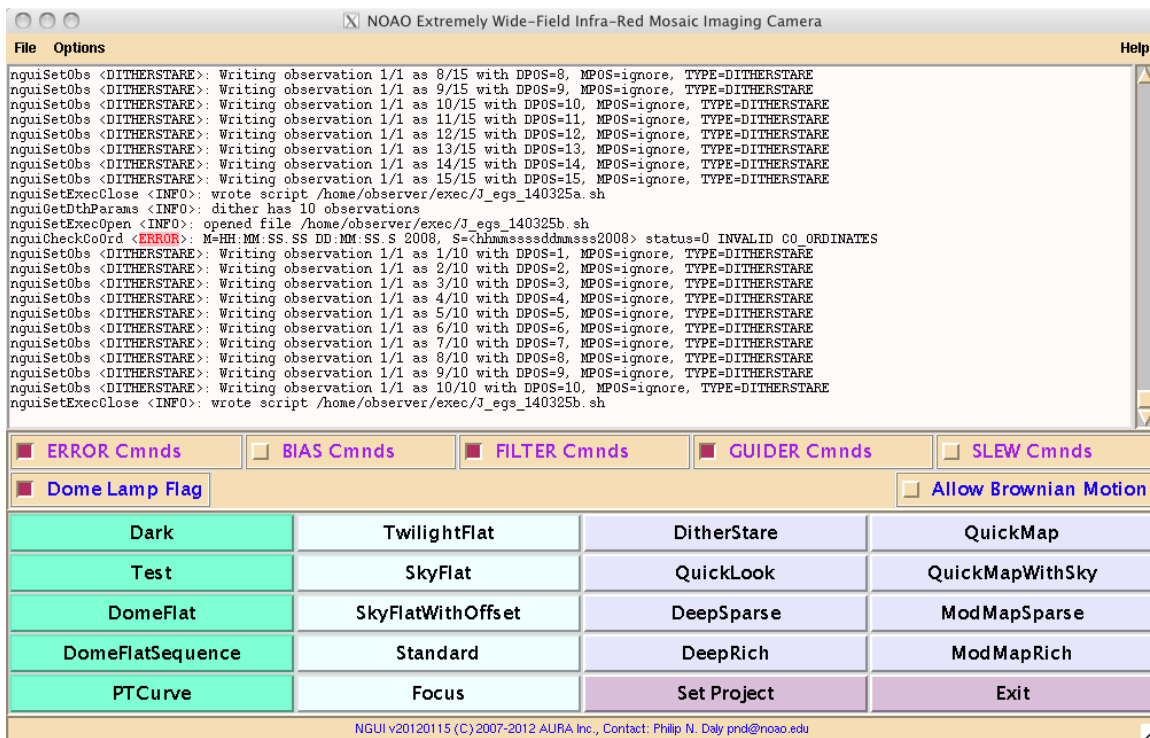 NOAO Extremely Wide-Field Infra-Red Mosaic Imaging Camera
File Options Help
nguiSetObs <DITHERSTARE>: Writing observation 1/1 as 8/15 with DPOS=8, MPOS=ignore, TYPE=DITHERSTARE
nguiSetObs <DITHERSTARE>: Writing observation 1/1 as 9/15 with DPOS=9, MPOS=ignore, TYPE=DITHERSTARE
nguiSetObs <DITHERSTARE>: Writing observation 1/1 as 10/15 with DPOS=10, MPOS=ignore, TYPE=DITHERSTARE
nguiSetObs <DITHERSTARE>: Writing observation 1/1 as 11/15 with DPOS=11, MPOS=ignore, TYPE=DITHERSTARE
nguiSetObs <DITHERSTARE>: Writing observation 1/1 as 12/15 with DPOS=12, MPOS=ignore, TYPE=DITHERSTARE
nguiSetObs <DITHERSTARE>: Writing observation 1/1 as 13/15 with DPOS=13, MPOS=ignore, TYPE=DITHERSTARE
nguiSetObs <DITHERSTARE>: Writing observation 1/1 as 14/15 with DPOS=14, MPOS=ignore, TYPE=DITHERSTARE
nguiSetObs <DITHERSTARE>: Writing observation 1/1 as 15/15 with DPOS=15, MPOS=ignore, TYPE=DITHERSTARE
nguiSetExecClose <INFO>: wrote script /home/observer/exec/J_egs_140325a.sh
nguiGetDthParams <INFO>: dither has 10 observations
nguiSetExecOpen <INFO>: opened file /home/observer/exec/J_egs_140325b.sh
nguiCheckCoOrd <ERROR>: M=HH:MM:SS.SS DD:MM:SS.S 2008, S=<hhmmssssddmmsss2008> status=0 INVALID CO_ORDINATES
nguiSetObs <DITHERSTARE>: Writing observation 1/1 as 1/10 with DPOS=1, MPOS=ignore, TYPE=DITHERSTARE
nguiSetObs <DITHERSTARE>: Writing observation 1/1 as 2/10 with DPOS=2, MPOS=ignore, TYPE=DITHERSTARE
nguiSetObs <DITHERSTARE>: Writing observation 1/1 as 3/10 with DPOS=3, MPOS=ignore, TYPE=DITHERSTARE
nguiSetObs <DITHERSTARE>: Writing observation 1/1 as 4/10 with DPOS=4, MPOS=ignore, TYPE=DITHERSTARE
nguiSetObs <DITHERSTARE>: Writing observation 1/1 as 5/10 with DPOS=5, MPOS=ignore, TYPE=DITHERSTARE
nguiSetObs <DITHERSTARE>: Writing observation 1/1 as 6/10 with DPOS=6, MPOS=ignore, TYPE=DITHERSTARE
nguiSetObs <DITHERSTARE>: Writing observation 1/1 as 7/10 with DPOS=7, MPOS=ignore, TYPE=DITHERSTARE
nguiSetObs <DITHERSTARE>: Writing observation 1/1 as 8/10 with DPOS=8, MPOS=ignore, TYPE=DITHERSTARE
nguiSetObs <DITHERSTARE>: Writing observation 1/1 as 9/10 with DPOS=9, MPOS=ignore, TYPE=DITHERSTARE
nguiSetObs <DITHERSTARE>: Writing observation 1/1 as 10/10 with DPOS=10, MPOS=ignore, TYPE=DITHERSTARE
nguiSetExecClose <INFO>: wrote script /home/observer/exec/J_egs_140325b.sh
ERROR Cmnds BIAS Cmnds FILTER Cmnds GUIDER Cmnds SLEW Cmnds
Dome Lamp Flag Allow Brownian Motion
Dark TwilightFlat DitherStare QuickMap
Test SkyFlat QuickLook QuickMapWithSky
DomeFlat SkyFlatWithOffset DeepSparse ModMapSparse
DomeFlatSequence Standard DeepRich ModMapRich
PTCurve Focus Set Project Exit
NGUI v20120115 (C) 2007-2012 AURA Inc., Contact: Philip N. Daly pnd@noao.edu